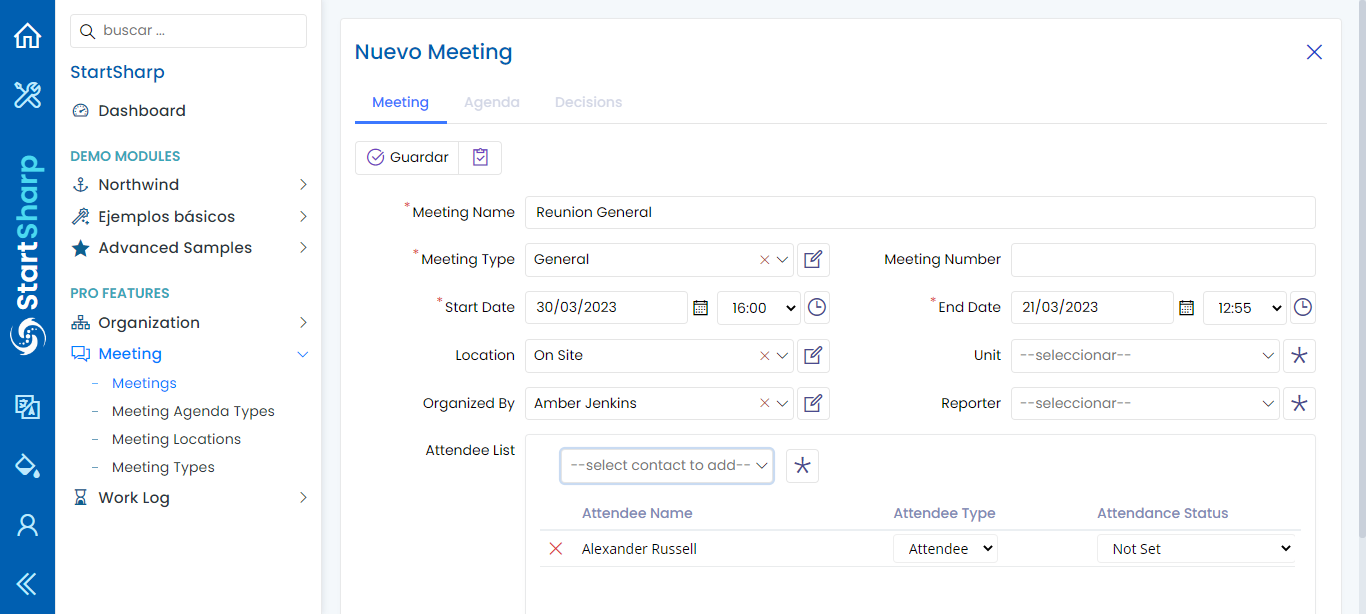 StartSharp
buscar ...
StartSharp
Dashboard
DEMO MODULES
Northwind
Ejemplos básicos
Advanced Samples
PRO FEATURES
Organization
Meeting
- Meetings
- Meeting Agenda Types
- Meeting Locations
- Meeting Types
Work Log
Nuevo Meeting
Meeting Agenda Decisions
Guardar
*Meeting Name Reunion General
*Meeting Type General Meeting Number
*Start Date 30/03/2023 16:00 *End Date 21/03/2023 12:55
Location On Site Unit --seleccionar--
Organized By Amber Jenkins Reporter --seleccionar--
Attendee List --select contact to add--
Attendee Name Attendee Type Attendance Status
Alexander Russell Attendee Not Set